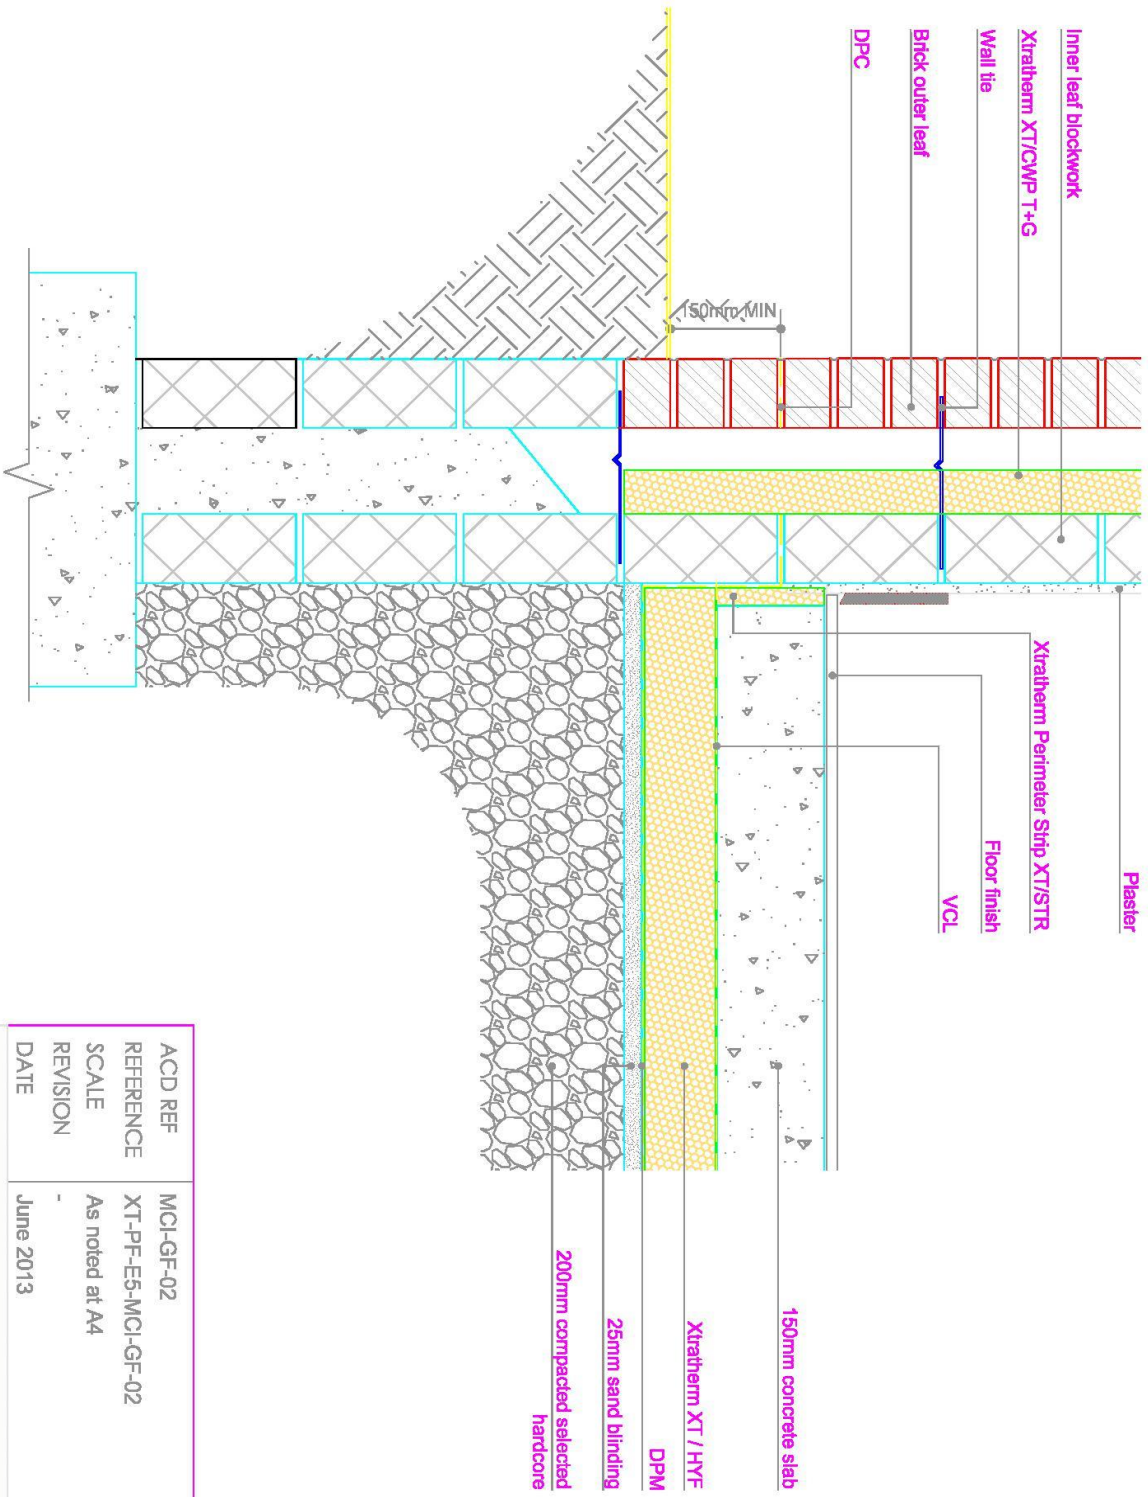 Inner leaf blockwork
Xtratherm XT/CWP T+G
Wall tie
Brick outer leaf
DPC
150mm MIN
Plaster
Xtratherm Perimeter Strip XT/STR
Floor finish
VCL
150mm concrete slab
Xtratherm XT / HYF
DPM
25mm sand blinding
200mm compacted selected
hardcore
ACD REF MCI-GF-02
REFERENCE XT-PF-E5-MCI-GF-02
SCALE As noted at A4
REVISION -
DATE June 2013